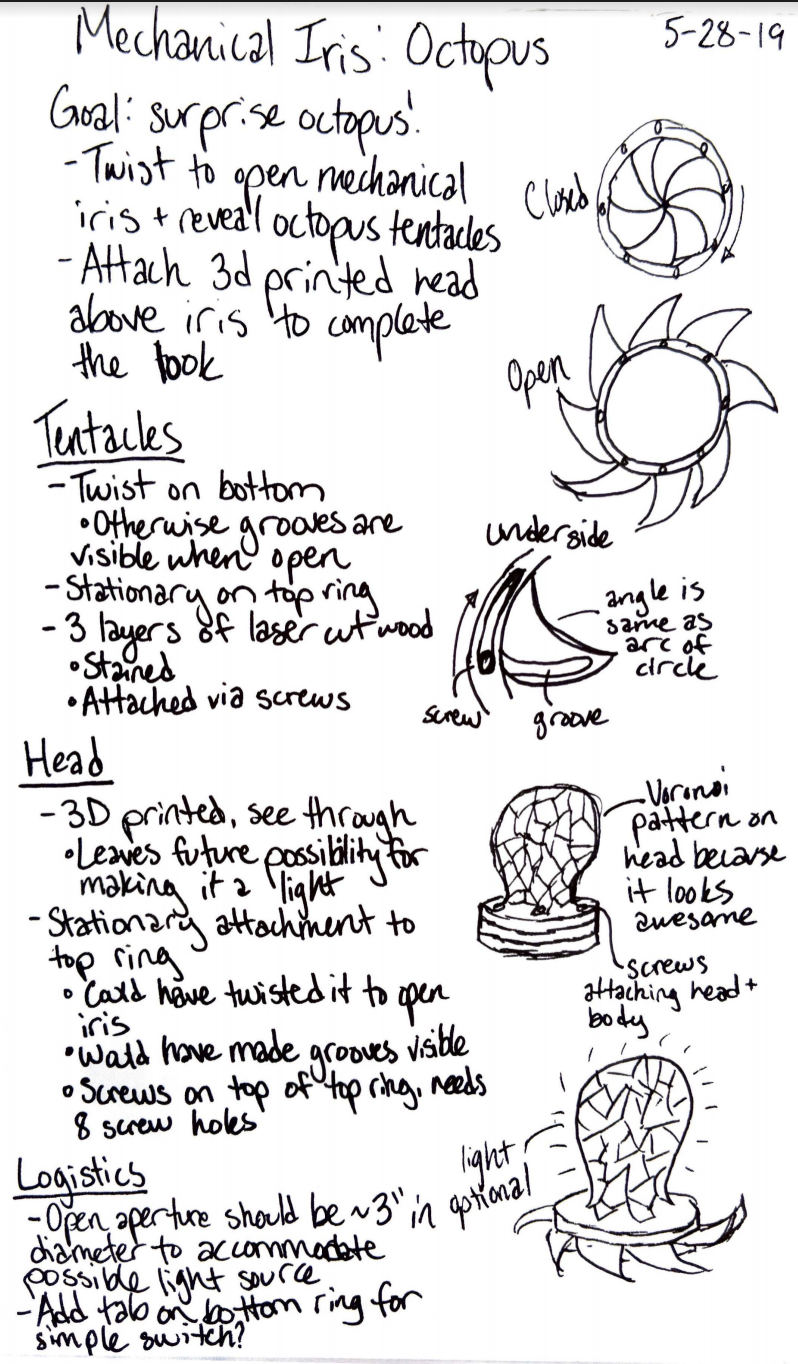 Mechanical Iris: Octopus
5-28-19
Goal: surprise octopus!
- Twist to open mechanical
iris + reveal octopus tentacles
- Attach 3d printed head
above iris to complete
the look
Closed
Open
Tentacles
- Twist on bottom
• Otherwise grooves are
visible when open
- Stationary on top ring
- 3 layers of laser cut wood
• Stained
• Attached via screws
underside
angle is
same as
arc of
circle
screw
groove
Head
- 3D printed, see through
• Leaves future possibility for
making it a light
- Stationary attachment to
top ring
• Could have twisted it to open
iris
• Would have made grooves visible
• Screws on top of top ring, needs
8 screw holes
Voronoi
pattern on
head because
it looks
awesome
screws
attaching head +
body
light
optional
Logistics
- Open aperture should be ~3" in
diameter to accommodate
possible light source
- Add tab on bottom ring for
simple switch?